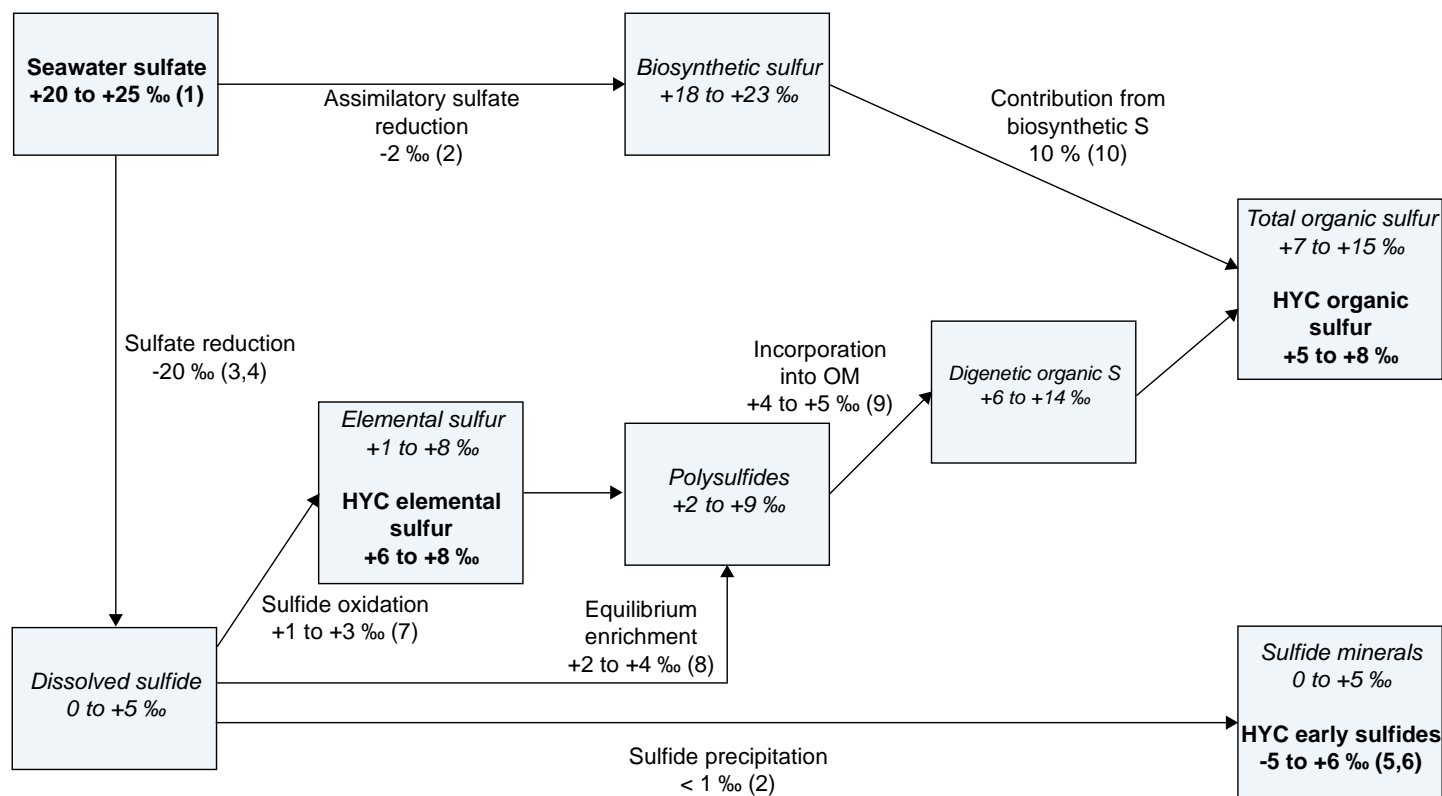 Seawater sulfate
+20 to +25 ‰ (1)
Assimilatory sulfate
reduction
-2 ‰ (2)
Biosynthetic sulfur
+18 to +23 ‰
Contribution from
biosynthetic S
10 % (10)
Total organic sulfur
+7 to +15 ‰
HYC organic
sulfur
+5 to +8 ‰
Sulfate reduction
-20 ‰ (3,4)
Elemental sulfur
+1 to +8 ‰
HYC elemental
sulfur
+6 to +8 ‰
Polysulfides
+2 to +9 ‰
Incorporation
into OM
+4 to +5 ‰ (9)
Digenetic organic S
+6 to +14 ‰
Sulfide oxidation
+1 to +3 ‰ (7)
Equilibrium
enrichment
+2 to +4 ‰ (8)
Dissolved sulfide
0 to +5 ‰
Sulfide precipitation
< 1 ‰ (2)
Sulfide minerals
0 to +5 ‰
HYC early sulfides
-5 to +6 ‰ (5,6)